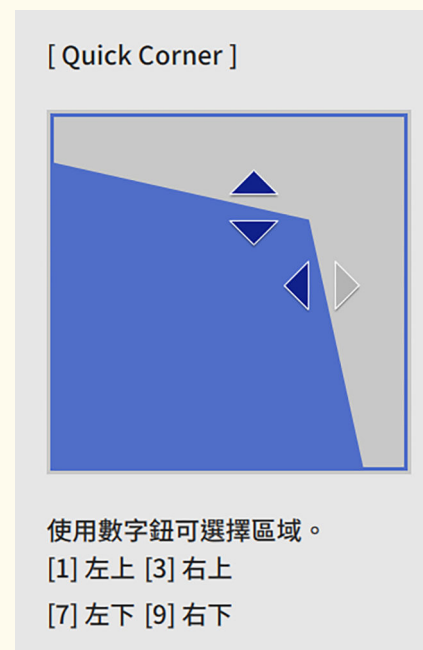 [ Quick Corner ]
使用數字鈕可選擇區域。
[1] 左上 [3] 右上
[7] 左下 [9] 右下